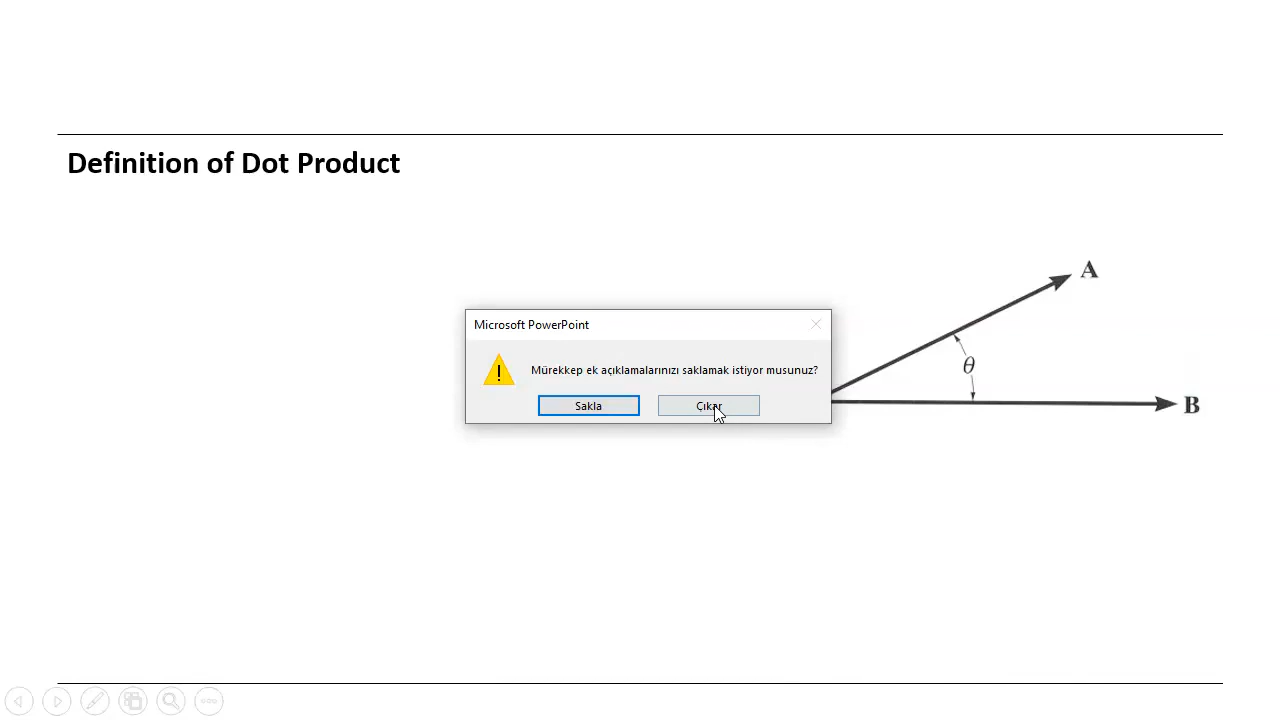 Definition of Dot Product
A
Microsoft PowerPoint
Mürekkep ek açıklamalarınızı saklamak istiyor musunuz?
θ
Sakla
Çıkar
B